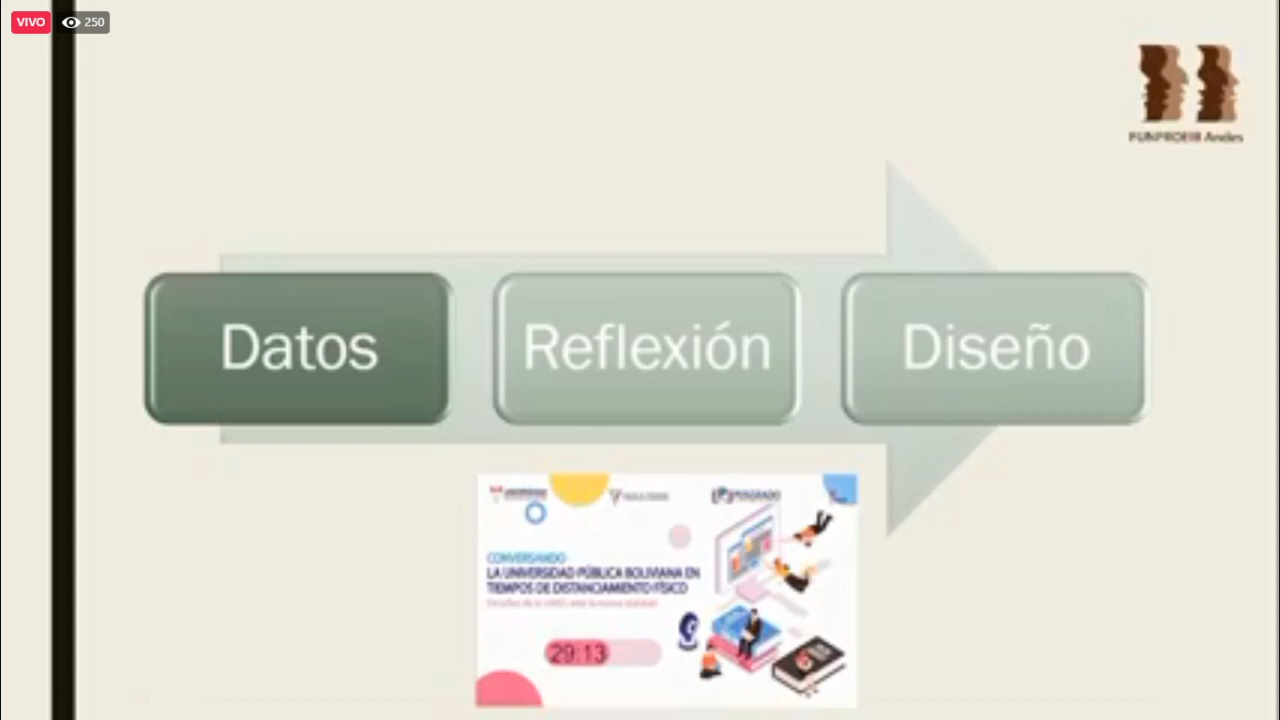 VIVO 250
FUNPROEIB Andes
Datos Reflexión Diseño
POSGRADO
CONVERSANDO
LA UNIVERSIDAD PÚBLICA BOLIVIANA EN
TIEMPOS DE DISTANCIAMIENTO FÍSICO
29:13